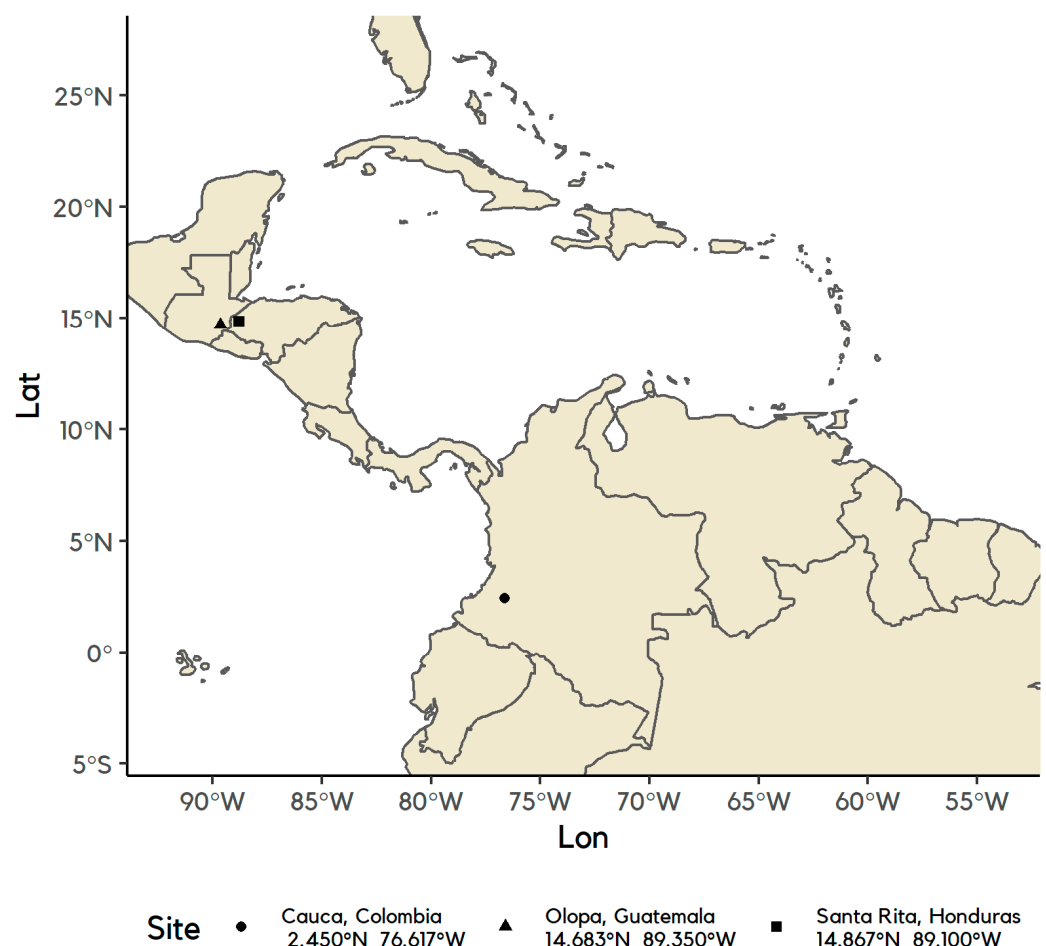 25°N
20°N
15°N
10°N
5°N
0°
5°S
Lat
90°W 85°W 80°W 75°W 70°W 65°W 60°W 55°W
Lon
Site
Cauca, Colombia Olopa, Guatemala Santa Rita, Honduras
2.450°N 76.617°W 14.683°N 89.350°W 14.867°N 89.100°W